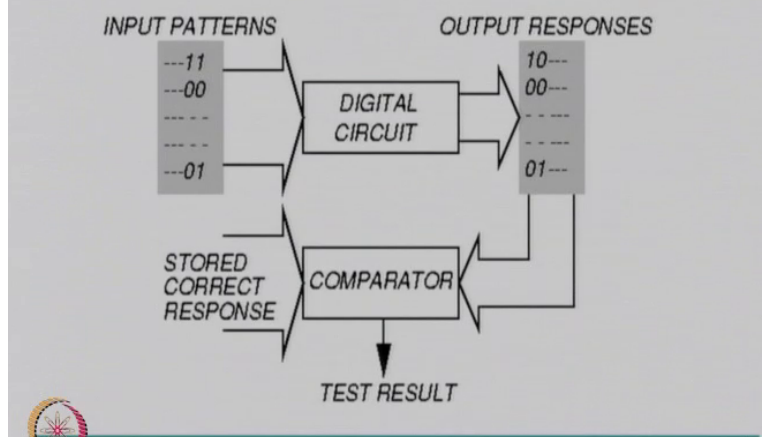 INPUT PATTERNS
OUTPUT RESPONSES
---11
---00
-----
-----
---01
DIGITAL
CIRCUIT
10---
00---
-----
-----
01---
STORED
CORRECT
RESPONSE
COMPARATOR
TEST RESULT